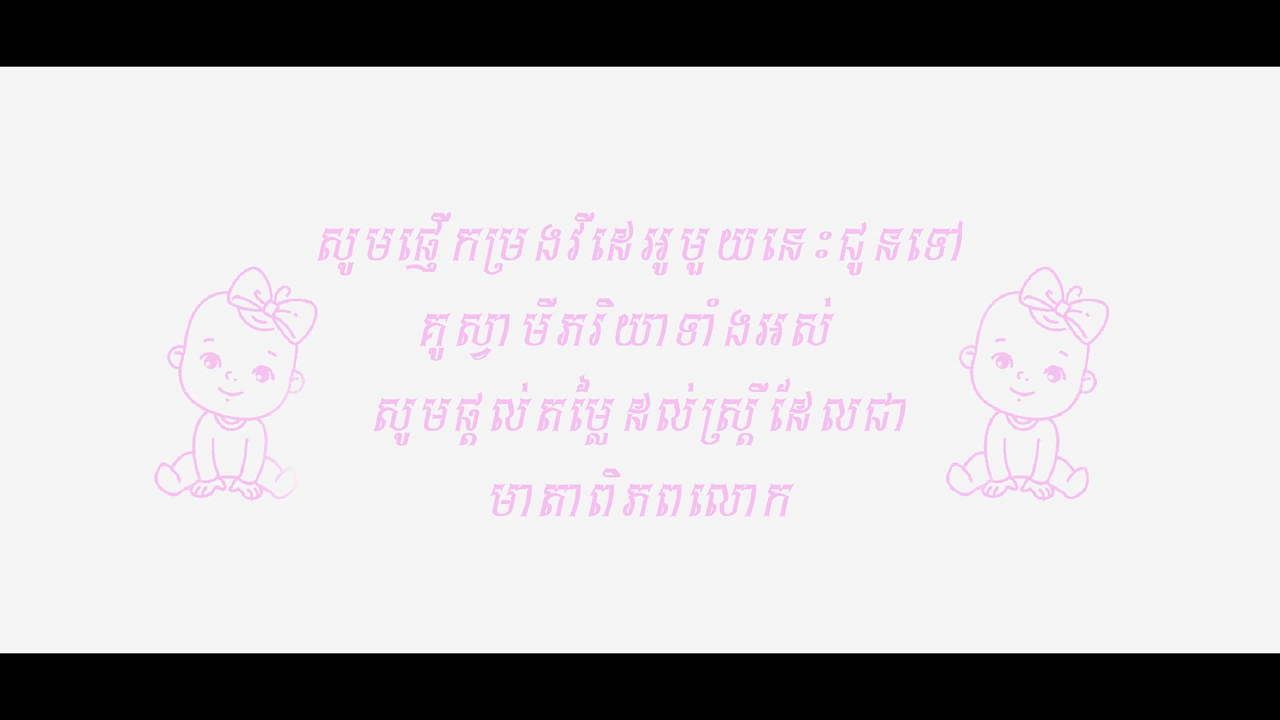 សូមផ្ញើកម្រងវីដេអូមួយនេះជូនទៅ
គូស្វាមីភរិយាទាំងអស់
សូមផ្តល់តម្លៃដល់ស្ត្រីដែលជា
មាតាពិភពលោក